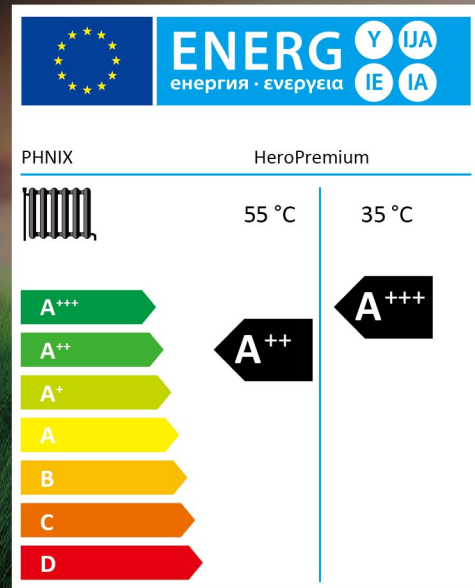 ENERG Y IJA
енергия · ενεργεια IE IA
PHNIX HeroPremium
55 °C 35 °C
A+++
A+++
A++
A++
A+
A
B
C
D